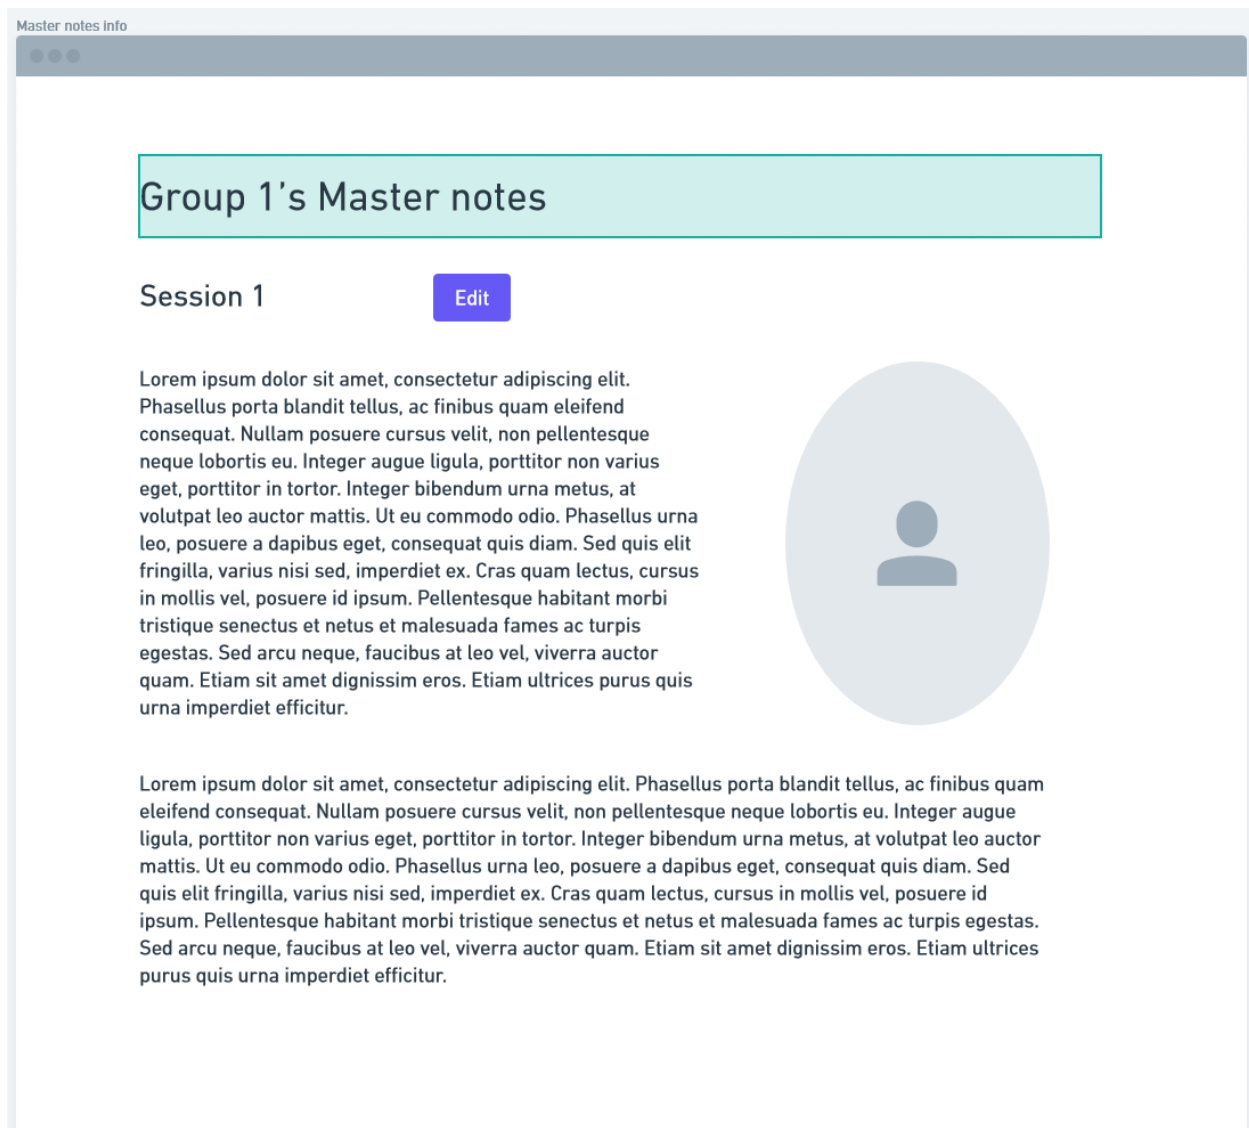 Master notes info
Group 1’s Master notes
Session 1
Edit
Lorem ipsum dolor sit amet, consectetur adipiscing elit.
Phasellus porta blandit tellus, ac finibus quam eleifend
consequat. Nullam posuere cursus velit, non pellentesque
neque lobortis eu. Integer augue ligula, porttitor non varius
eget, porttitor in tortor. Integer bibendum urna metus, at
volutpat leo auctor mattis. Ut eu commodo odio. Phasellus urna
leo, posuere a dapibus eget, consequat quis diam. Sed quis elit
fringilla, varius nisi sed, imperdiet ex. Cras quam lectus, cursus
in mollis vel, posuere id ipsum. Pellentesque habitant morbi
tristique senectus et netus et malesuada fames ac turpis
egestas. Sed arcu neque, faucibus at leo vel, viverra auctor
quam. Etiam sit amet dignissim eros. Etiam ultrices purus quis
urna imperdiet efficitur.
Lorem ipsum dolor sit amet, consectetur adipiscing elit. Phasellus porta blandit tellus, ac finibus quam
eleifend consequat. Nullam posuere cursus velit, non pellentesque neque lobortis eu. Integer augue
ligula, porttitor non varius eget, porttitor in tortor. Integer bibendum urna metus, at volutpat leo auctor
mattis. Ut eu commodo odio. Phasellus urna leo, posuere a dapibus eget, consequat quis diam. Sed
quis elit fringilla, varius nisi sed, imperdiet ex. Cras quam lectus, cursus in mollis vel, posuere id
ipsum. Pellentesque habitant morbi tristique senectus et netus et malesuada fames ac turpis egestas.
Sed arcu neque, faucibus at leo vel, viverra auctor quam. Etiam sit amet dignissim eros. Etiam ultrices
purus quis urna imperdiet efficitur.